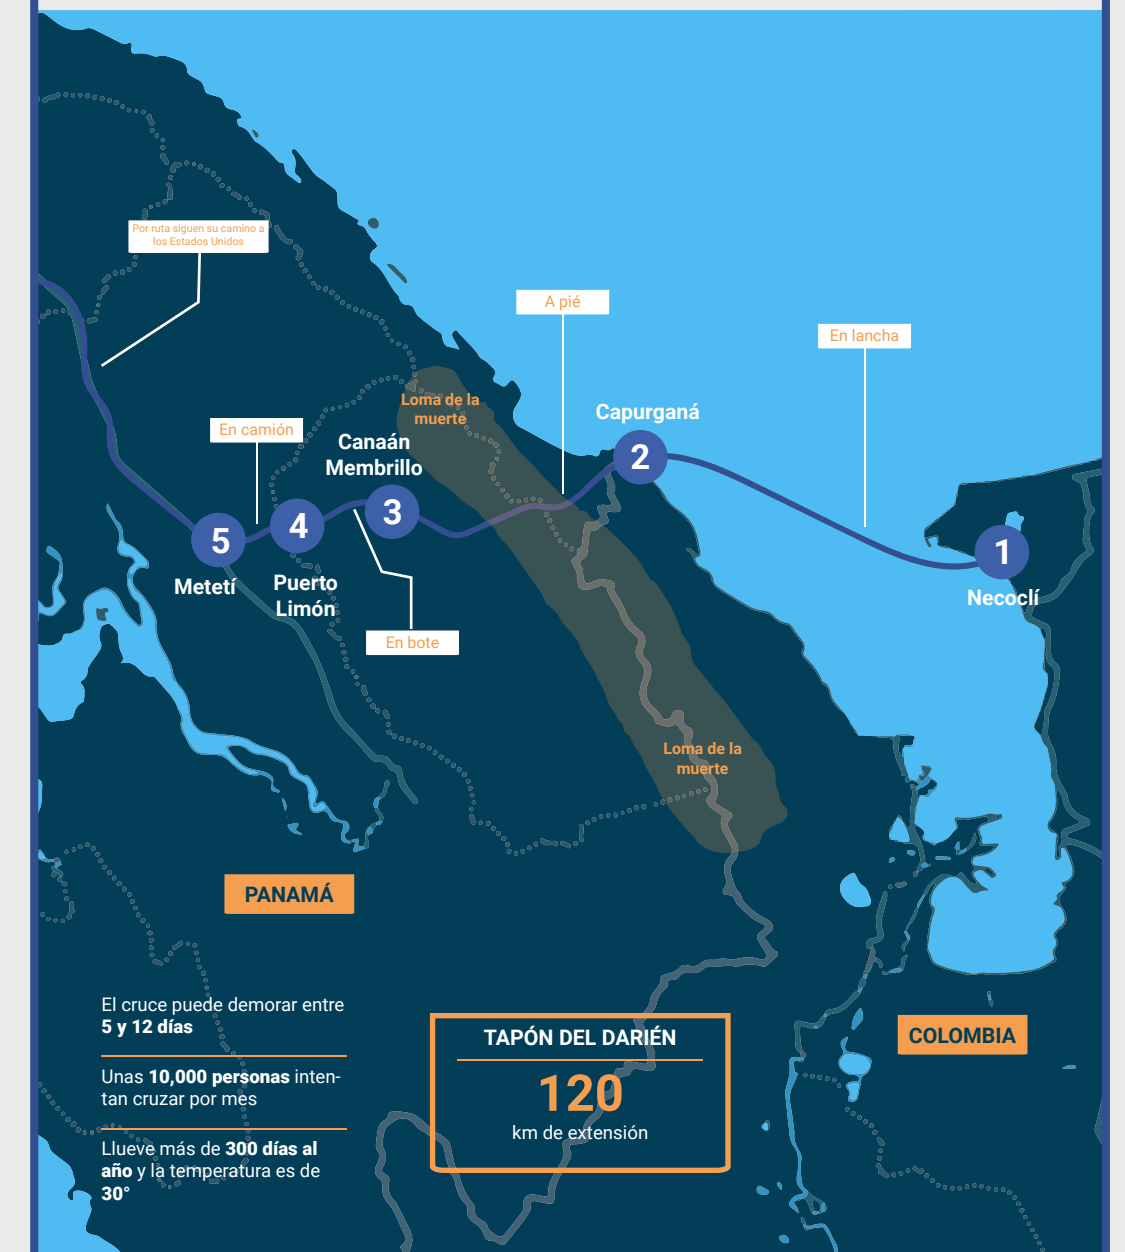 Por ruta siguen su camino a
los Estados Unidos
A pié
En lancha
Loma de la
muerte
Capurganá
2
En camión
Canaán
Membrillo
3
4
5
1
Metetí
Puerto
Limón
Necoclí
En bote
Loma de la
muerte
PANAMÁ
El cruce puede demorar entre
5 y 12 días
Unas 10,000 personas inten-
tan cruzar por mes
Llueve más de 300 días al
año y la temperatura es de
30°
TAPÓN DEL DARIÉN
120
km de extensión
COLOMBIA